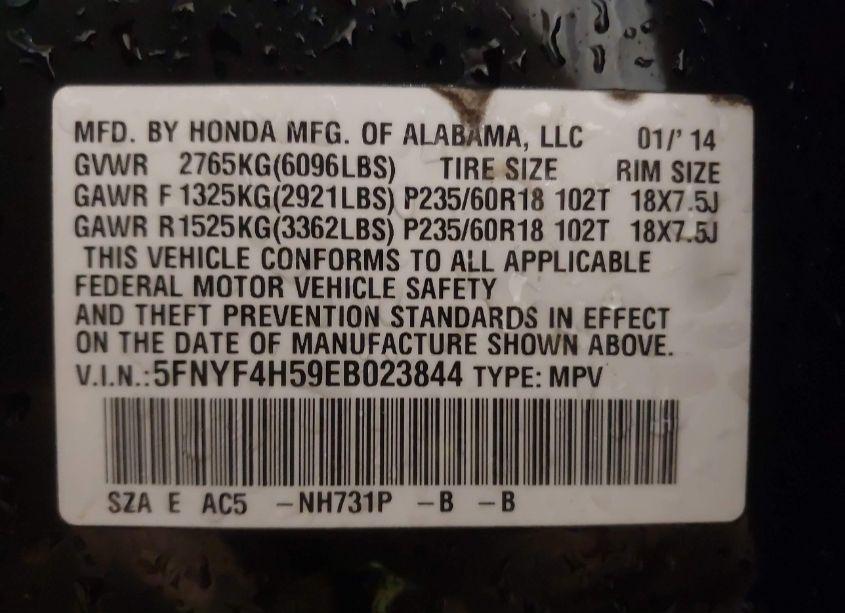 MFD. BY HONDA MFG. OF ALABAMA, LLC 01/' 14
GVWR 2765KG(6096LBS) TIRE SIZE RIM SIZE
GAWR F 1325KG(2921LBS) P235/60R18 102T 18X7.5J
GAWR R1525KG(3362LBS) P235/60R18 102T 18X7.5J
THIS VEHICLE CONFORMS TO ALL APPLICABLE
FEDERAL MOTOR VEHICLE SAFETY
AND THEFT PREVENTION STANDARDS IN EFFECT
ON THE DATE OF MANUFACTURE SHOWN ABOVE.
V.I.N.:5FNYF4H59EB023844 TYPE: MPV
SZA E AC5 -NH731P -B -B